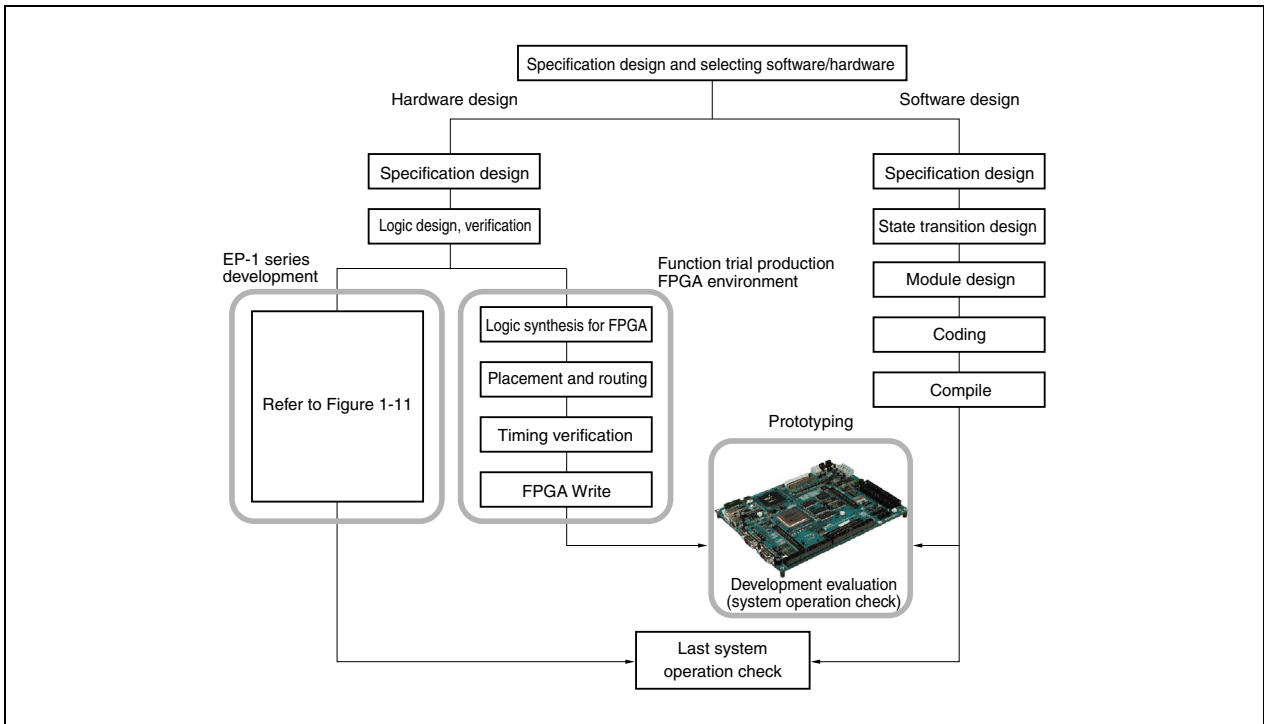 Specification design and selecting software/hardware
Hardware design
Software design
Specification design
Specification design
Logic design, verification
State transition design
EP-1 series
development
Function trial production
FPGA environment
Module design
Logic synthesis for FPGA
Coding
Placement and routing
Compile
Refer to Figure 1-11
Timing verification
Prototyping
FPGA Write
Development evaluation
(system operation check)
Last system
operation check